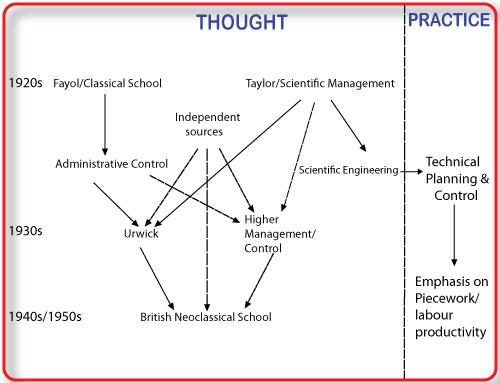 THOUGHT
PRACTICE
1920s
Fayol/Classical School
Taylor/Scientific Management
Independent
sources
Administrative Control
Scientific Engineering
Technical
Planning &
Control
1930s
Urwick
Higher
Management/
Control
Emphasis on
Piecework/
labour
productivity
1940s/1950s
British Neoclassical School